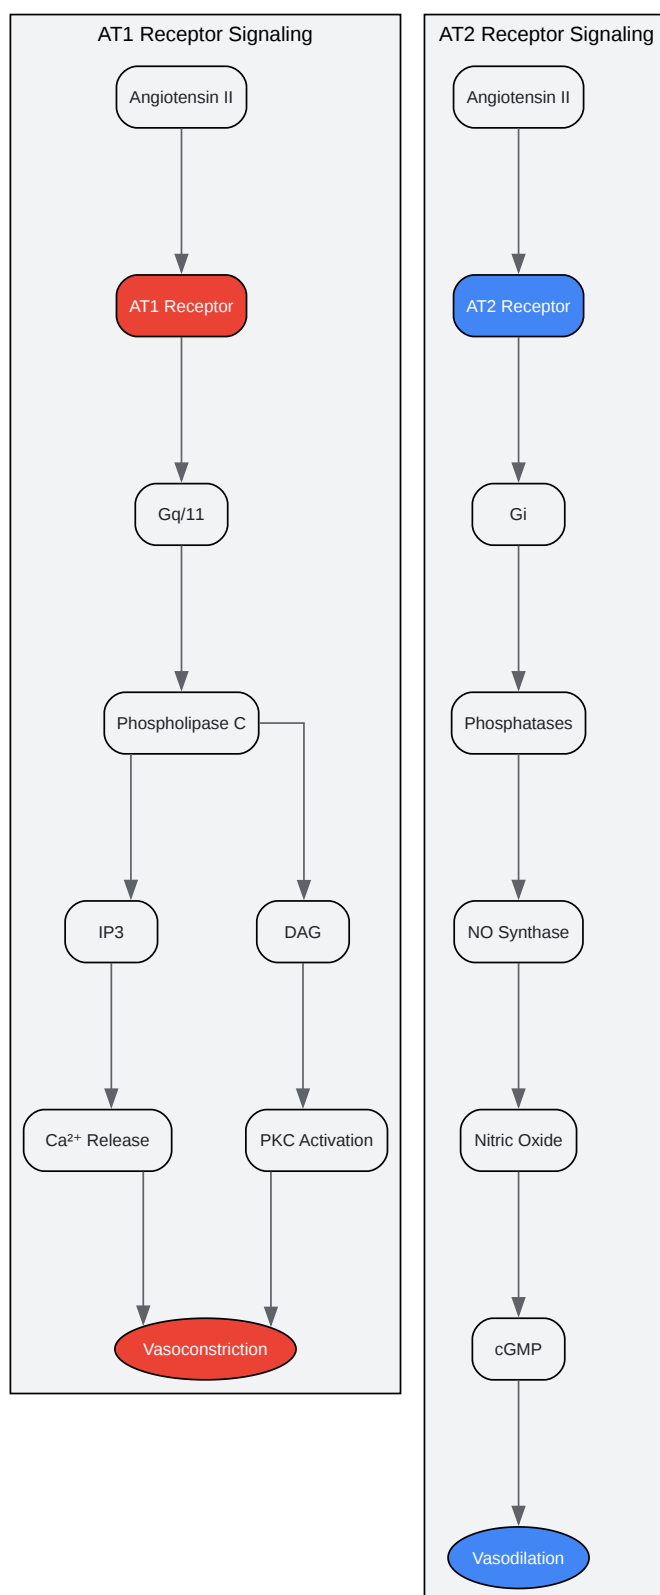 AT1 Receptor Signaling
Angiotensin II
AT1 Receptor
Gq/11
Phospholipase C
IP3
DAG
Ca²⁺ Release
PKC Activation
Vasoconstriction
AT2 Receptor Signaling
Angiotensin II
AT2 Receptor
Gi
Phosphatases
NO Synthase
Nitric Oxide
cGMP
Vasodilation